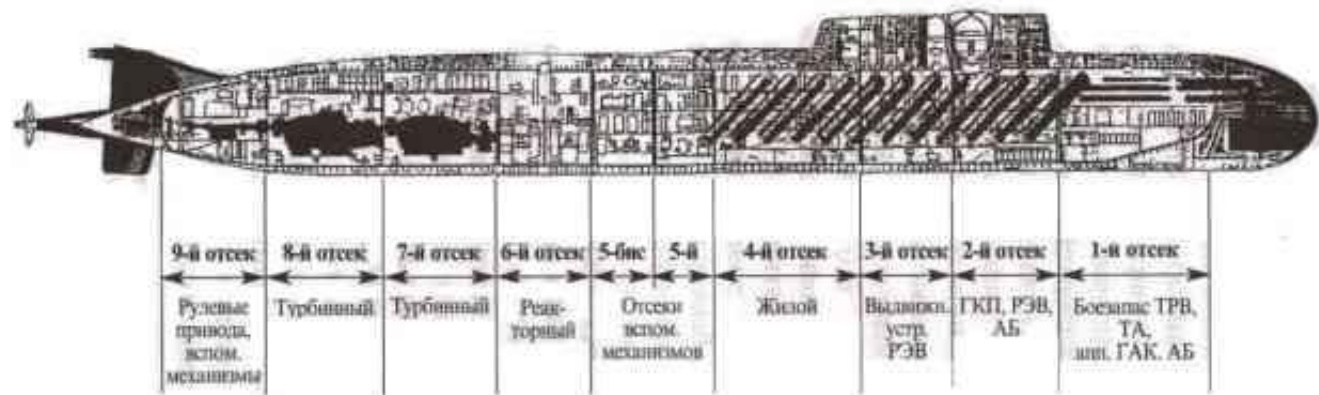 9-й отсек 8-й отсек 7-й отсек 6-й отсек 5-бис 5-й 4-й отсек 3-й отсек 2-й отсек 1-й отсек
Рулевые
привода,
вспом.
механизмы
Турбинный
Турбинный
Реак-
торный
Отсеки
вспом.
механизмов
Жилой
Выдвижн.
устр.
РЭВ
ГКП, РЭВ,
АБ
Боезапас ТРВ,
ТА,
апп. ГАК, АБ